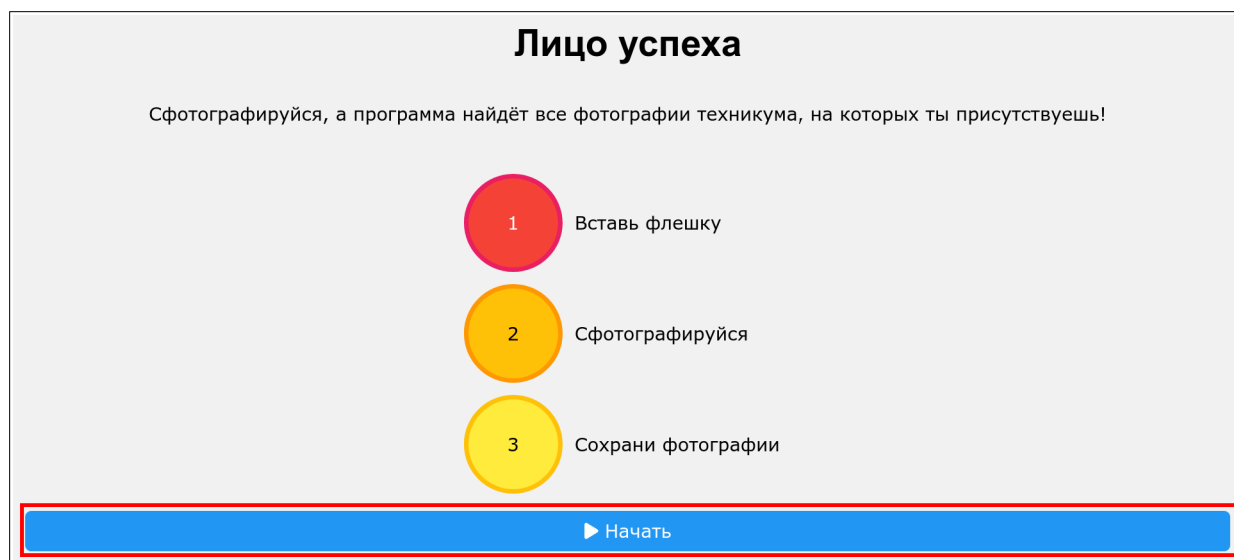 Лицо успеха
Сфотографируйся, а программа найдёт все фотографии техникума, на которых ты присутствуешь!
1 Вставь флешку
2 Сфотографируйся
3 Сохрани фотографии
Начать